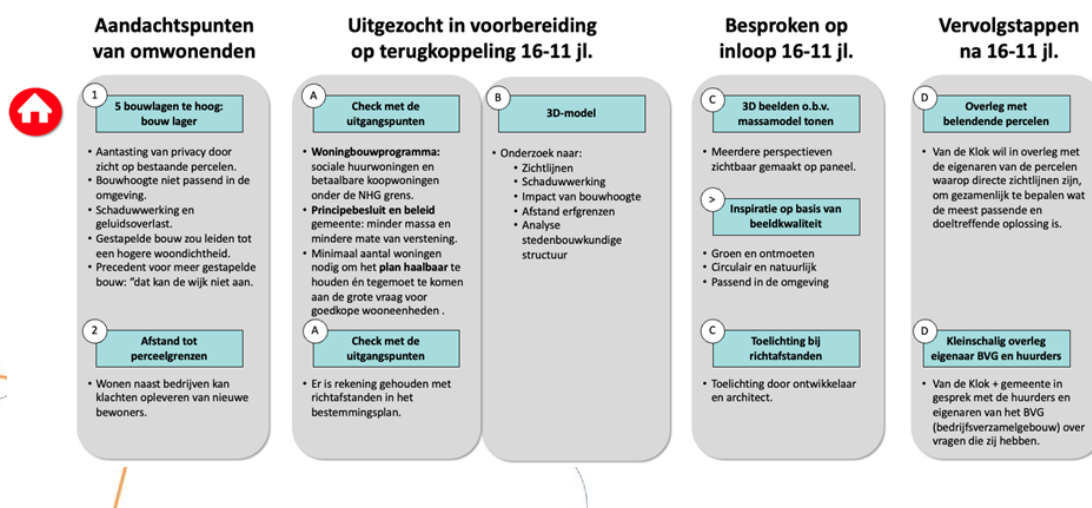 Aandachtspunten
van omwonenden
1
5 bouwlagen te hoog:
bouw lager
• Aantasting van privacy door
zicht op bestaande percelen.
• Bouwhoogte niet passend in de
omgeving.
• Schaduwwerking en
geluidsoverlast.
• Gestapelde bouw zou leiden tot
een hogere woondichtheid.
• Precedent voor meer gestapelde
bouw: "dat kan de wijk niet aan.
2
Afstand tot
perceelgrenzen
• Wonen naast bedrijven kan
klachten opleveren van nieuwe
bewoners.
Uitgezocht in voorbereiding
op terugkoppeling 16-11 jl.
A
Check met de
uitgangspunten
• Woningbouwprogramma:
sociale huurwoningen en
betaalbare koopwoningen
onder de NHG grens.
• Principebesluit en beleid
gemeente: minder massa en
mindere mate van verstening.
• Minimaal aantal woningen
nodig om het plan haalbaar te
houden én tegemoet te komen
aan de grote vraag voor
goedkope wooneenheden .
A
Check met de
uitgangspunten
• Er is rekening gehouden met
richtafstanden in het
bestemmingsplan.
B
3D-model
• Onderzoek naar:
• Zichtlijnen
• Schaduwwerking
• Impact van bouwhoogte
• Afstand erfgrenzen
• Analyse
stedenbouwkundige
structuur
Besproken op
inloop 16-11 jl.
C
3D beelden o.b.v.
massamodel tonen
• Meerdere perspectieven
zichtbaar gemaakt op paneel.
>
Inspiratie op basis van
beeldkwaliteit
• Groen en ontmoeten
• Circulair en natuurlijk
• Passend in de omgeving
C
Toelichting bij
richtafstanden
• Toelichting door ontwikkelaar
en architect.
Vervolgstappen
na 16-11 jl.
D
Overleg met
belendende percelen
• Van de Klok wil in overleg met
de eigenaren van de percelen
waarop directe zichtlijnen zijn,
om gezamenlijk te bepalen wat
de meest passende en
doeltreffende oplossing is.
D
Kleinschalig overleg
eigenaar BVG en huurders
• Van de Klok + gemeente in
gesprek met de huurders en
eigenaren van het BVG
(bedrijfsverzamelgebouw) over
vragen die zij hebben.